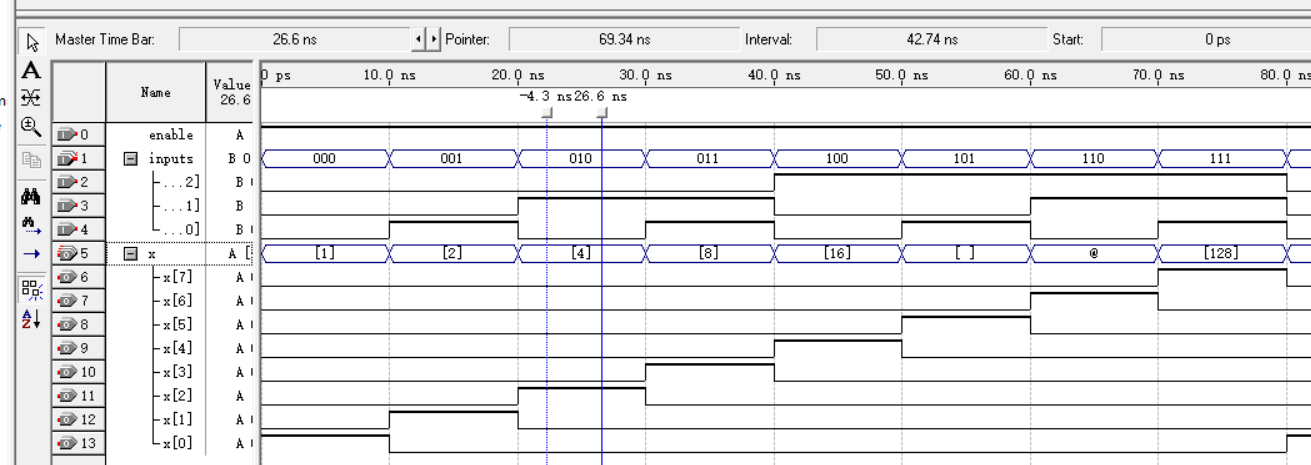 Master Time Bar: 26.6 ns Pointer: 69.34 ns Interval: 42.74 ns Start: 0 ps
A
Name Value 26.6
0 ps 10.0 ns 20.0 ns 30.0 ns 40.0 ns 50.0 ns 60.0 ns 70.0 ns 80.0 ns
-4.3 ns 26.6 ns
0 enable A
1 inputs B 0 000 001 010 011 100 101 110 111
2 ...2] B
3 ...1] B
4 ...0] B
5 x A [ [1] [2] [4] [8] [16] [ ] @ [128]
6 x[7] A
7 x[6] A
8 x[5] A
9 x[4] A
10 x[3] A
11 x[2] A
12 x[1] A
13 x[0] A
A
Z